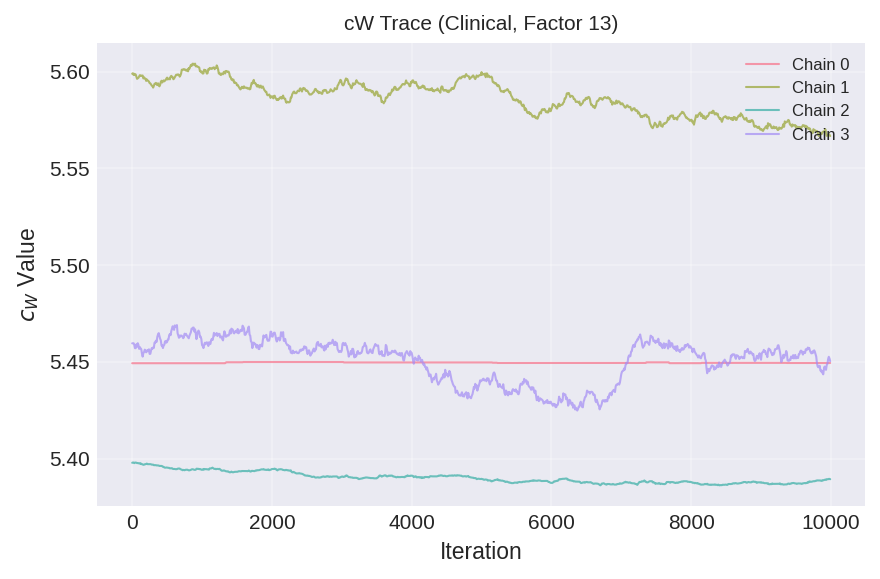 cW Trace (Clinical, Factor 13)
5.60
5.55
5.50
5.45
5.40
c_W Value
Chain 0
Chain 1
Chain 2
Chain 3
0
2000
4000
6000
8000
10000
Iteration